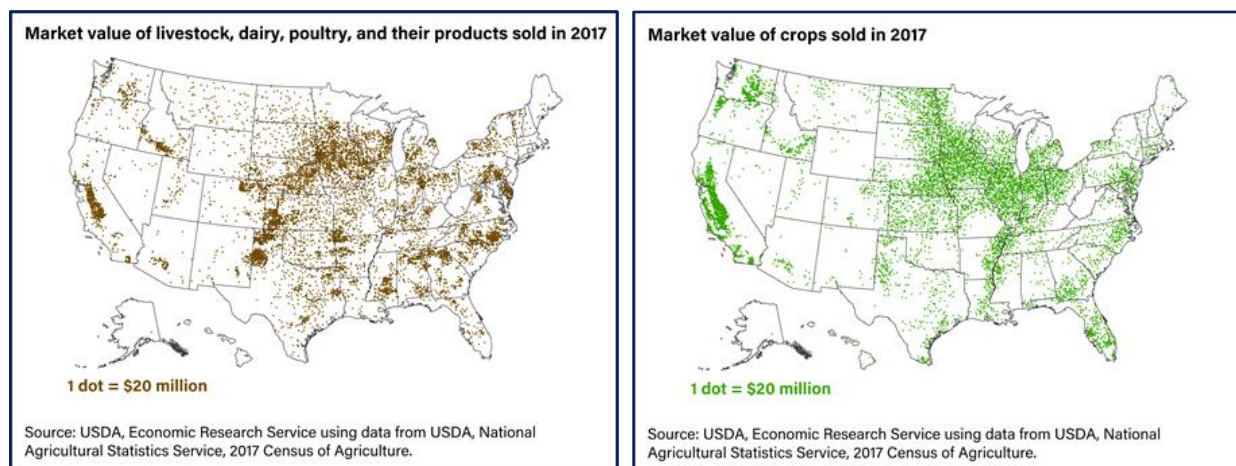 Market value of livestock, dairy, poultry, and their products sold in 2017
1 dot = $20 million
Source: USDA, Economic Research Service using data from USDA, National
Agricultural Statistics Service, 2017 Census of Agriculture.
Market value of crops sold in 2017
1 dot = $20 million
Source: USDA, Economic Research Service using data from USDA, National
Agricultural Statistics Service, 2017 Census of Agriculture.